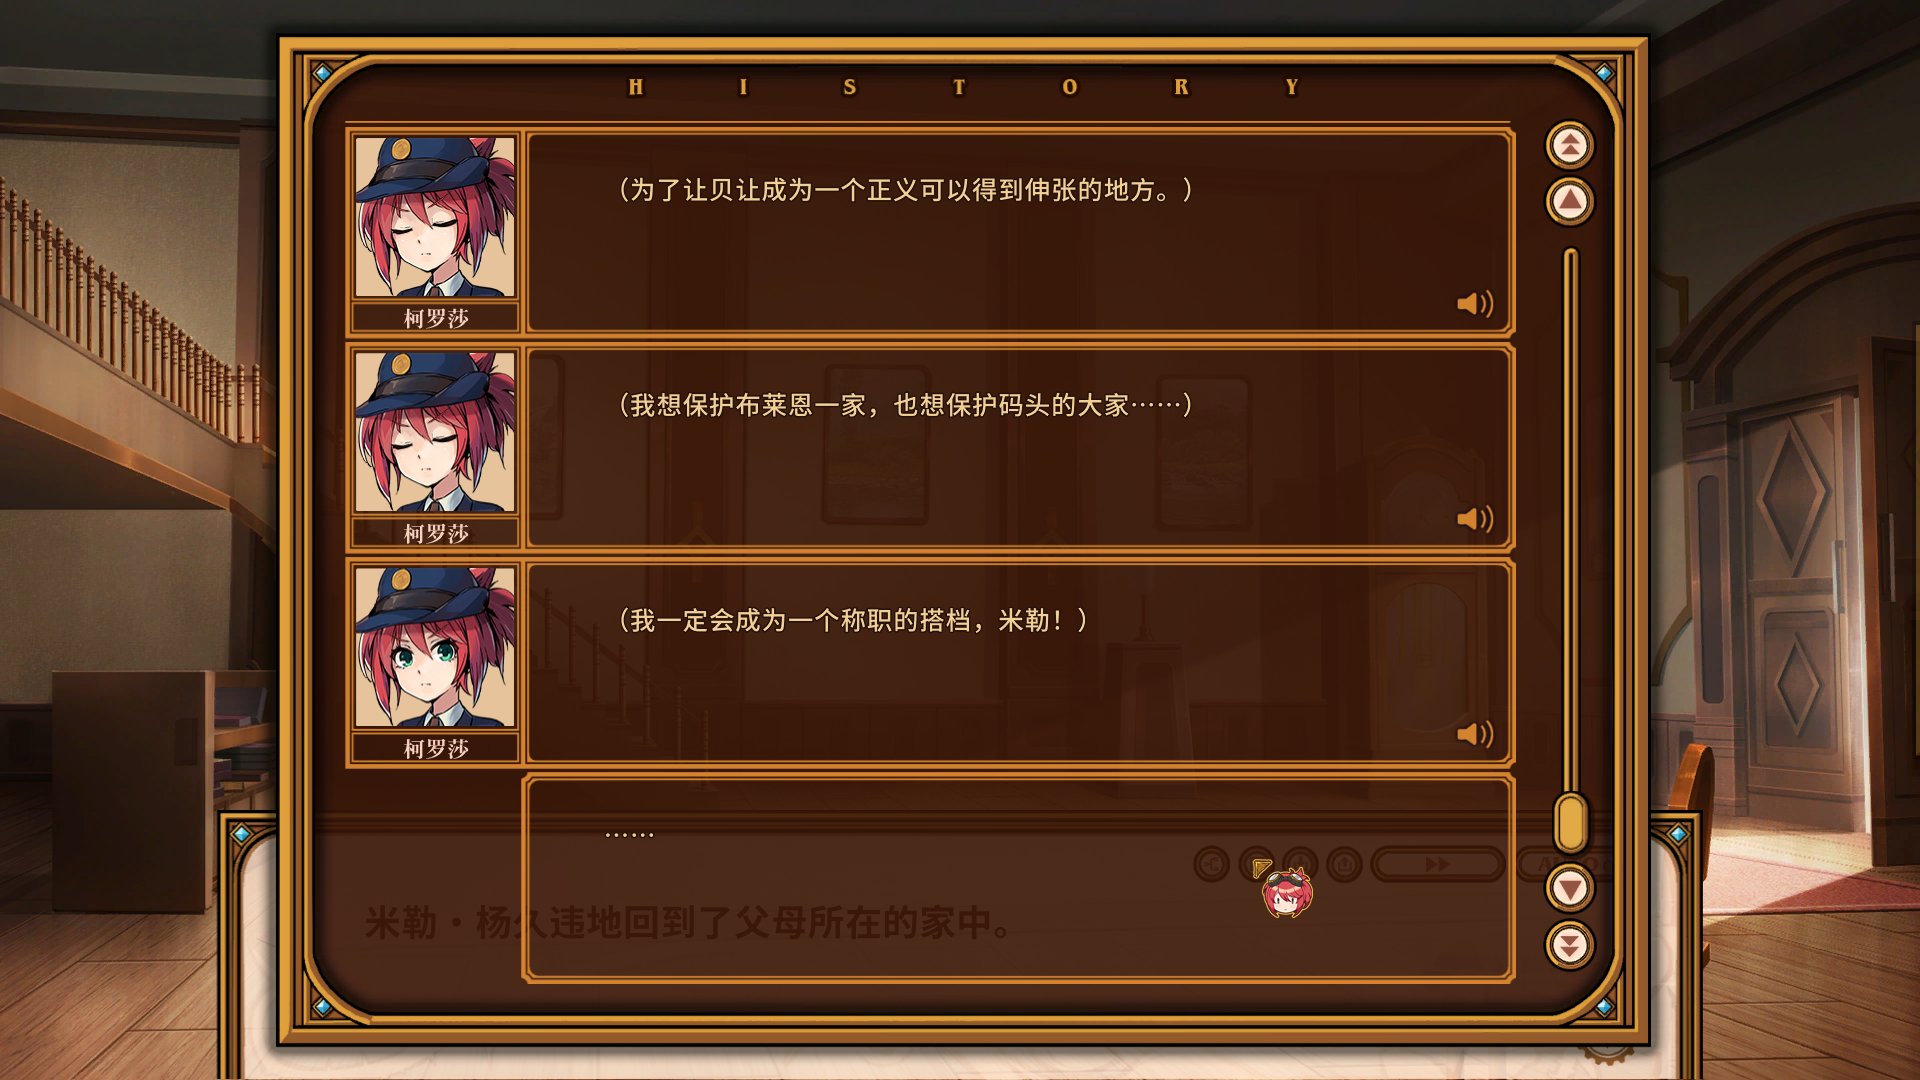 HISTORY
（为了让贝让成为一个正义可以得到伸张的地方。）
柯罗莎
（我想保护布莱恩一家，也想保护码头的大家……）
柯罗莎
（我一定会成为一个称职的搭档，米勒！）
柯罗莎
……
米勒·杨久违地回到了父母所在的家中。